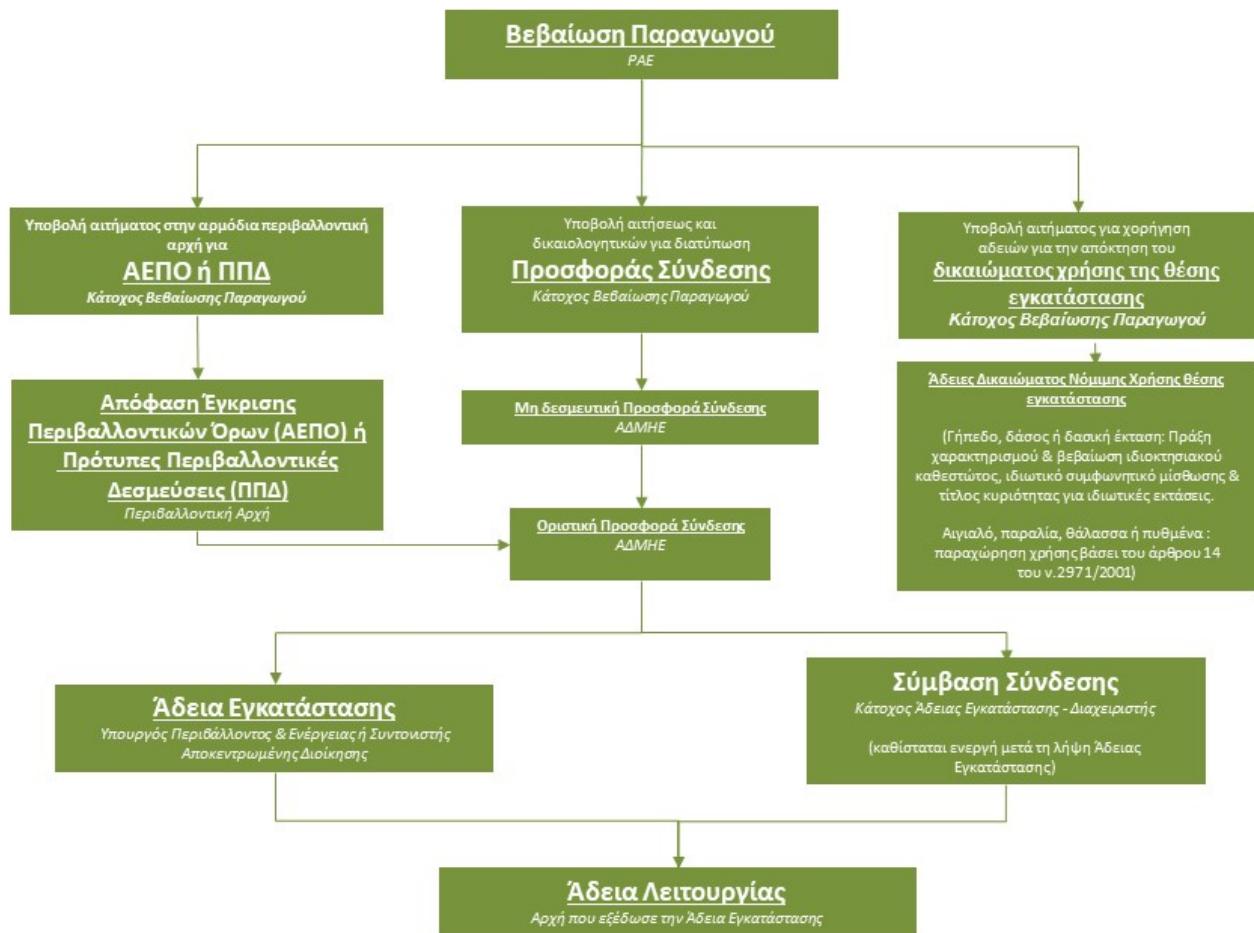 Βεβαίωση Παραγωγού
ΡΑΕ
Υποβολή αιτήματος στην αρμόδια περιβαλλοντική
αρχή για
ΑΕΠΟ ή ΠΠΔ
Κάτοχος Βεβαίωσης Παραγωγού
Υποβολή αιτήσεως και
δικαιολογητικών για διατύπωση
Προσφοράς Σύνδεσης
Κάτοχος Βεβαίωσης Παραγωγού
Υποβολή αιτήματος για χορήγηση
αδειών για την απόκτηση του
δικαιώματος χρήσης της θέσης
εγκατάστασης
Κάτοχος Βεβαίωσης Παραγωγού
Απόφαση Έγκρισης
Περιβαλλοντικών Όρων (ΑΕΠΟ) ή
Πρότυπες Περιβαλλοντικές
Δεσμεύσεις (ΠΠΔ)
Περιβαλλοντική Αρχή
Μη δεσμευτική Προσφορά Σύνδεσης
ΑΔΜΗΕ
Άδειες Δικαιώματος Νόμιμης Χρήσης θέσης
εγκατάστασης
(Γήπεδο, δάσος ή δασική έκταση: Πράξη
χαρακτηρισμού & βεβαίωση ιδιοκτησιακού
καθεστώτος, ιδιωτικό συμφωνητικό μίσθωσης &
τίτλος κυριότητας για ιδιωτικές εκτάσεις.
Αιγιαλό, παραλία, θάλασσα ή πυθμένα :
παραχώρηση χρήσης βάσει του άρθρου 14
του ν.2971/2001)
Οριστική Προσφορά Σύνδεσης
ΑΔΜΗΕ
Άδεια Εγκατάστασης
Υπουργός Περιβάλλοντος & Ενέργειας ή Συντονιστής
Αποκεντρωμένης Διοίκησης
Σύμβαση Σύνδεσης
Κάτοχος Άδειας Εγκατάστασης - Διαχειριστής
(καθίσταται ενεργή μετά τη λήψη Άδειας
Εγκατάστασης)
Άδεια Λειτουργίας
Αρχή που εξέδωσε την Άδεια Εγκατάστασης